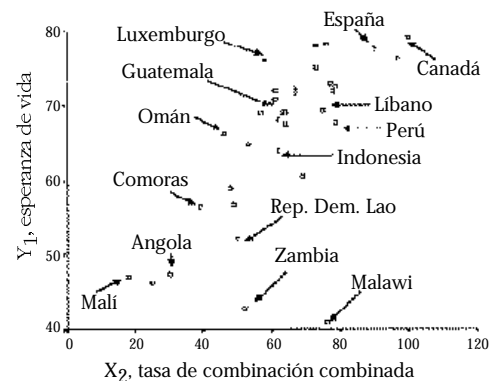 España
Luxemburgo
Canadá
Guatemala
Líbano
Omán
Perú
Indonesia
Comoras
Rep. Dem. Lao
Angola
Zambia
Malawi
Malí
Y1, esperanza de vida
80
70
60
50
40
0
20
40
60
80
100
120
X2, tasa de combinación combinada